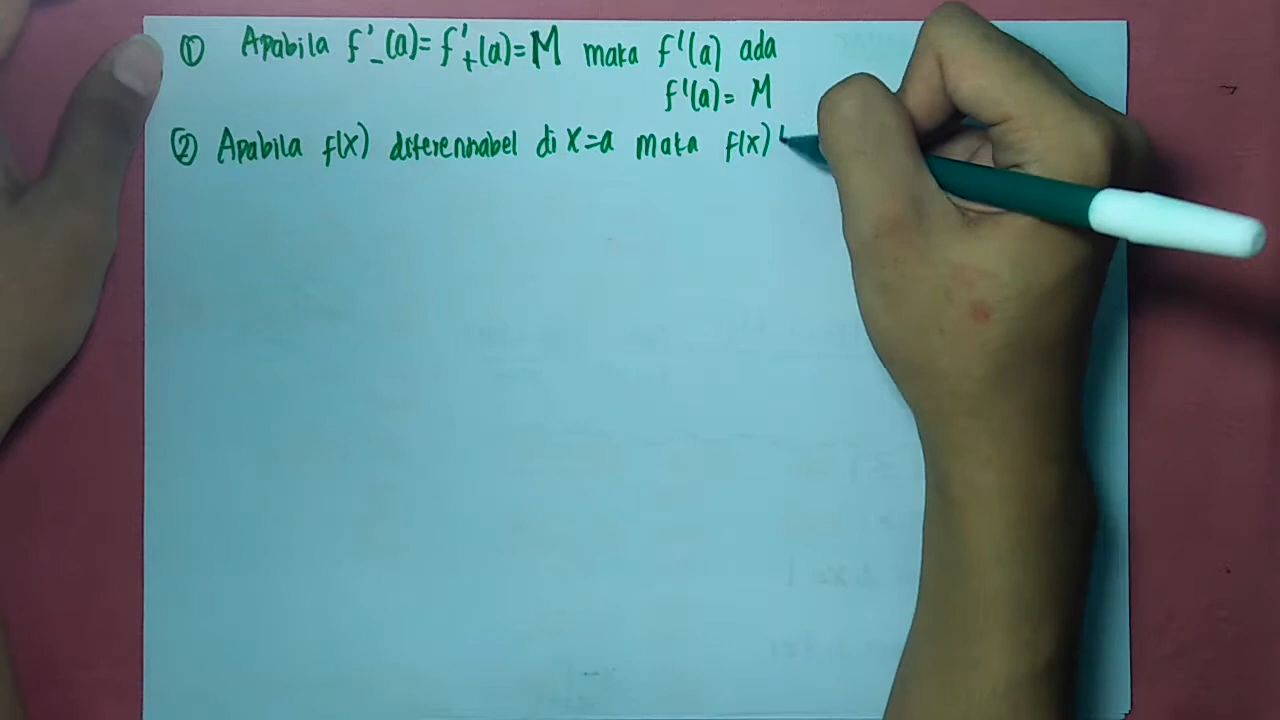 ① Apabila f'₋(a) = f'₊(a) = M maka f'(a) ada
f'(a) = M
② Apabila f(x) diferensiabel di x=a maka f(x)